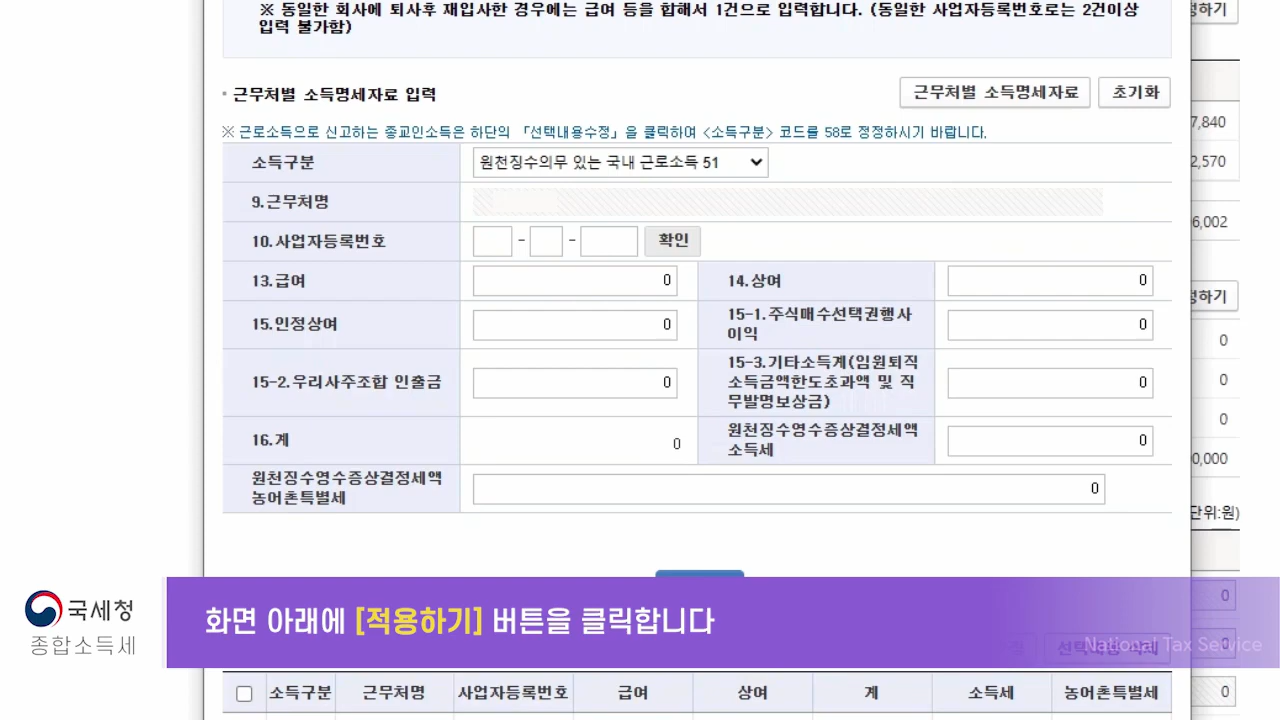 ※ 동일한 회사에 퇴사후 재입사한 경우에는 급여 등을 합해서 1건으로 입력합니다. (동일한 사업자등록번호로는 2건이상
입력 불가함)
근무처별 소득명세자료 입력
근무처별 소득명세자료
초기화
※ 근로소득으로 신고하는 종교인소득은 하단의 「선택내용수정」을 클릭하여 <소득구분> 코드를 58로 정정하시기 바랍니다.
소득구분
원천징수의무 있는 국내 근로소득 51
9.근무처명
10.사업자등록번호
- -
확인
13.급여
0
14.상여
0
15.인정상여
0
15-1.주식매수선택권행사
이익
0
15-2.우리사주조합 인출금
0
15-3.기타소득계(임원퇴직
소득금액한도초과액 및 직
무발명보상금)
0
16.계
0
원천징수영수증상결정세액
소득세
0
원천징수영수증상결정세액
농어촌특별세
0
하기
7,840
2,570
6,002
하기
0
0
0
0,000
단위:원)
0
0
0
국세청
종합소득세
화면 아래에 [적용하기] 버튼을 클릭합니다
National Tax Service
소득구분
근무처명
사업자등록번호
급여
상여
계
소득세
농어촌특별세